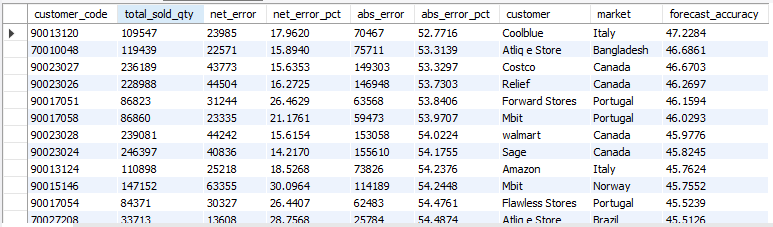 customer_code total_sold_qty net_error net_error_pct abs_error abs_error_pct customer market forecast_accuracy
90013120 109547 23985 17.9620 70467 52.7716 Coolblue Italy 47.2284
70010048 119439 22571 15.8940 75711 53.3139 Atliq e Store Bangladesh 46.6861
90023027 236189 43773 15.6353 149303 53.3297 Costco Canada 46.6703
90023026 228988 44504 16.2725 146948 53.7303 Relief Canada 46.2697
90017051 86823 31244 26.4629 63568 53.8406 Forward Stores Portugal 46.1594
90017058 86860 23335 21.1761 59473 53.9707 Mbit Portugal 46.0293
90023028 239081 44242 15.6154 153058 54.0224 walmart Canada 45.9776
90023024 246397 40836 14.2170 155610 54.1755 Sage Canada 45.8245
90013124 110898 25218 18.5268 73826 54.2376 Amazon Italy 45.7624
90015146 147152 63355 30.0964 114189 54.2448 Mbit Norway 45.7552
90017054 84371 30327 26.4407 62483 54.4761 Flawless Stores Portugal 45.5239
70027208 33713 13608 28.7568 25784 54.4874 Atliq e Store Brazil 45.5126